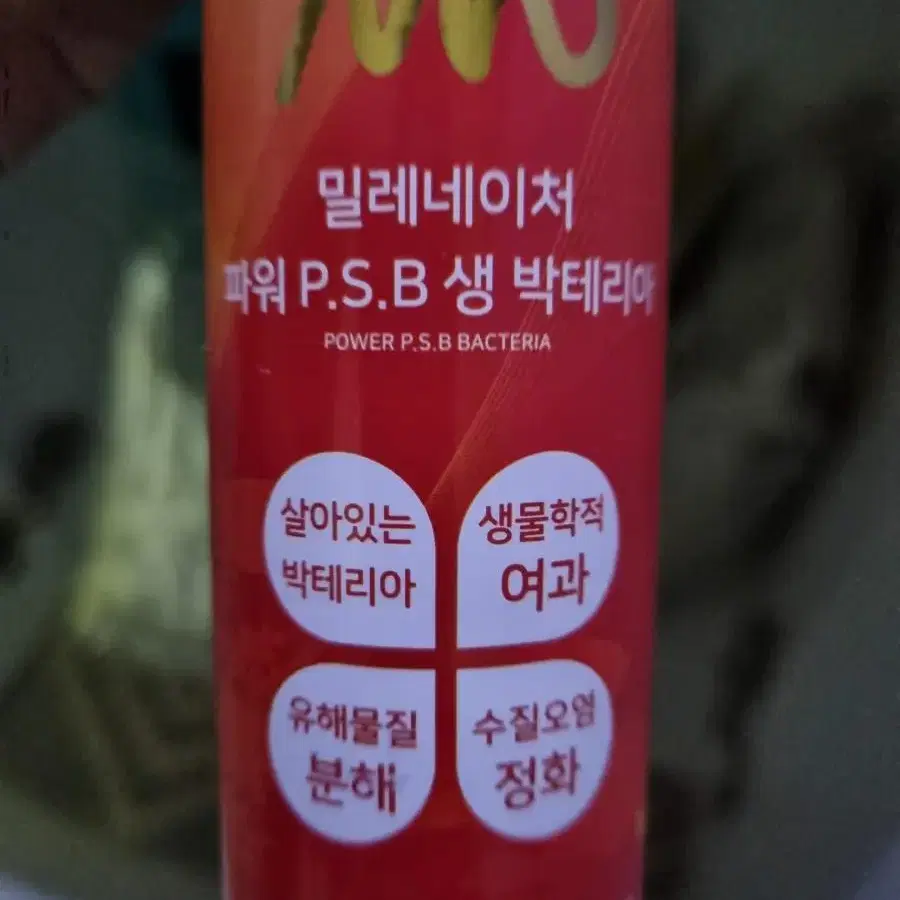 밀레네이처
파워 P.S.B 생 박테리아
POWER P.S.B BACTERIA
살아있는
박테리아
생물학적
여과
유해물질
분해
수질오염
정화